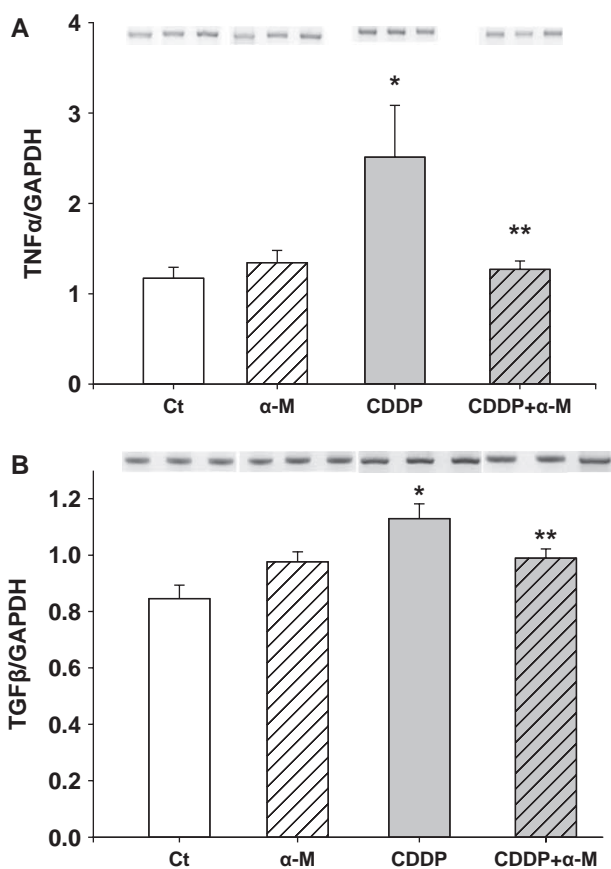 A
4
3
2
1
0
TNFα/GAPDH
*
**
Ct α-M CDDP CDDP+α-M
B
1.2
1.0
0.8
0.6
0.4
0.2
0.0
TGFβ/GAPDH
*
**
Ct α-M CDDP CDDP+α-M